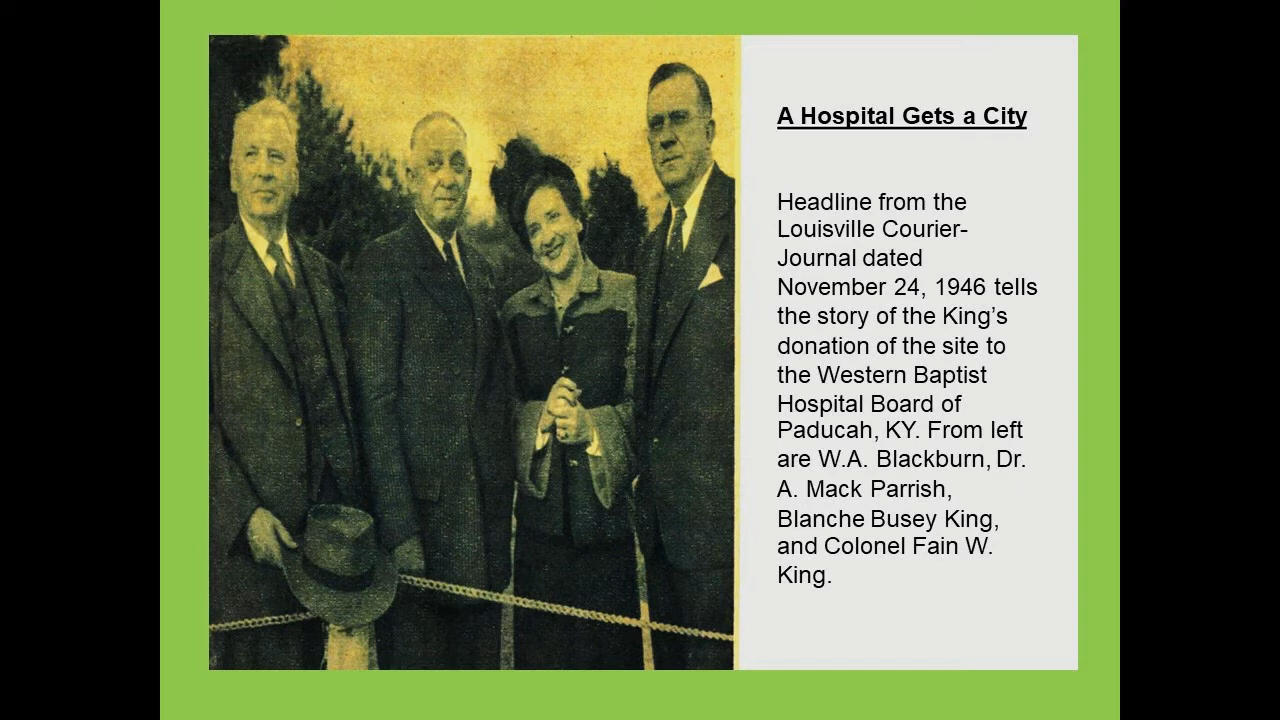 A Hospital Gets a City
Headline from the
Louisville Courier-
Journal dated
November 24, 1946 tells
the story of the King’s
donation of the site to
the Western Baptist
Hospital Board of
Paducah, KY. From left
are W.A. Blackburn, Dr.
A. Mack Parrish,
Blanche Busey King,
and Colonel Fain W.
King.